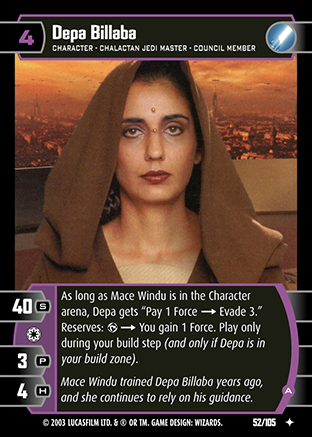 4 Depa Billaba
CHARACTER · CHALACTAN JEDI MASTER · COUNCIL MEMBER
As long as Mace Windu is in the Character
arena, Depa gets "Pay 1 Force → Evade 3."
Reserves: → You gain 1 Force. Play only
during your build step (and only if Depa is in
your build zone).
Mace Windu trained Depa Billaba years ago,
and she continues to rely on his guidance.
40 S
3 P
4 H
A
© 2003 LUCASFILM LTD. & ® OR TM. GAME DESIGN: WIZARDS. 52/105